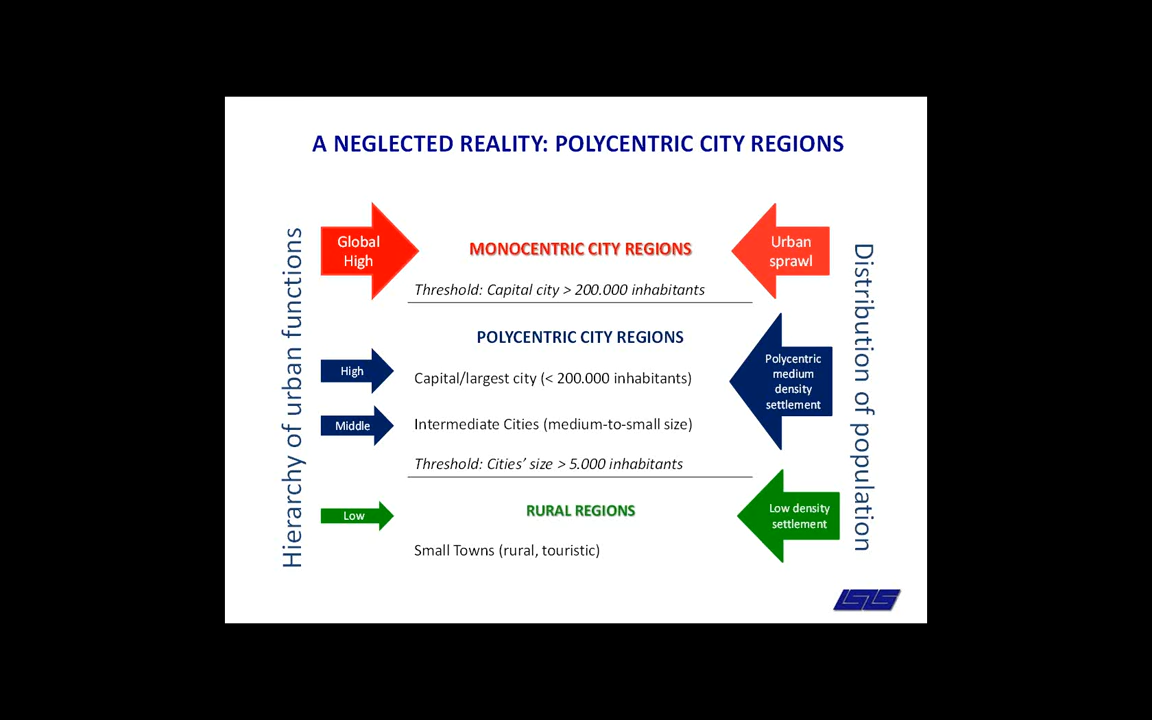 A NEGLECTED REALITY: POLYCENTRIC CITY REGIONS
Hierarchy of urban functions
Distribution of population
Global
High
MONOCENTRIC CITY REGIONS
Urban
sprawl
Threshold: Capital city > 200.000 inhabitants
POLYCENTRIC CITY REGIONS
High
Capital/largest city (< 200.000 inhabitants)
Polycentric
medium
density
settlement
Middle
Intermediate Cities (medium-to-small size)
Threshold: Cities’ size > 5.000 inhabitants
Low
RURAL REGIONS
Low density
settlement
Small Towns (rural, touristic)
ISIS